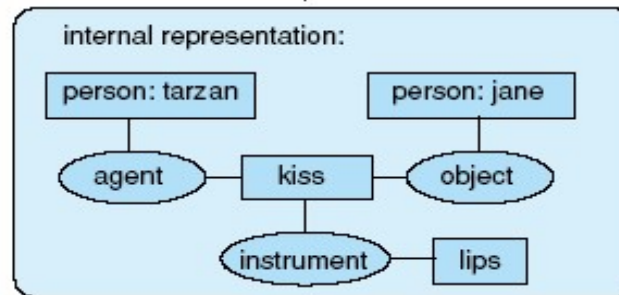 internal representation:
person: tarzan person: jane
agent kiss object
instrument lips